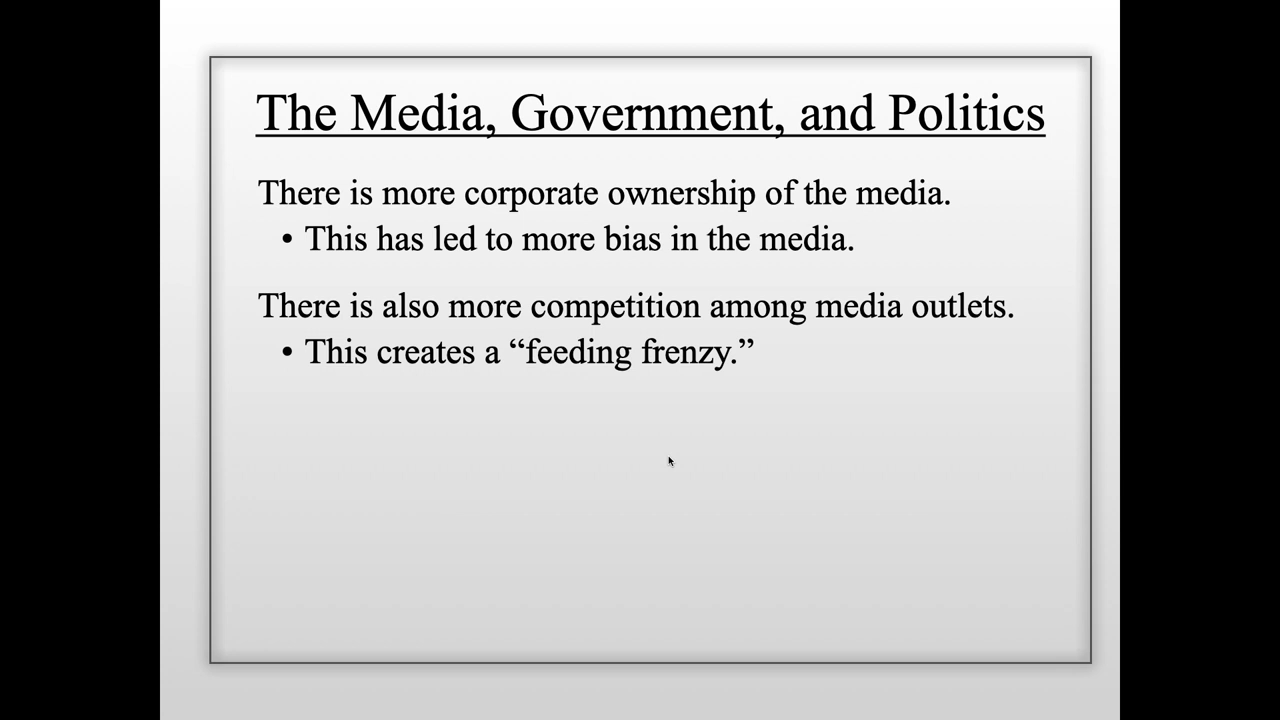 The Media, Government, and Politics
There is more corporate ownership of the media.
• This has led to more bias in the media.
There is also more competition among media outlets.
• This creates a “feeding frenzy.”